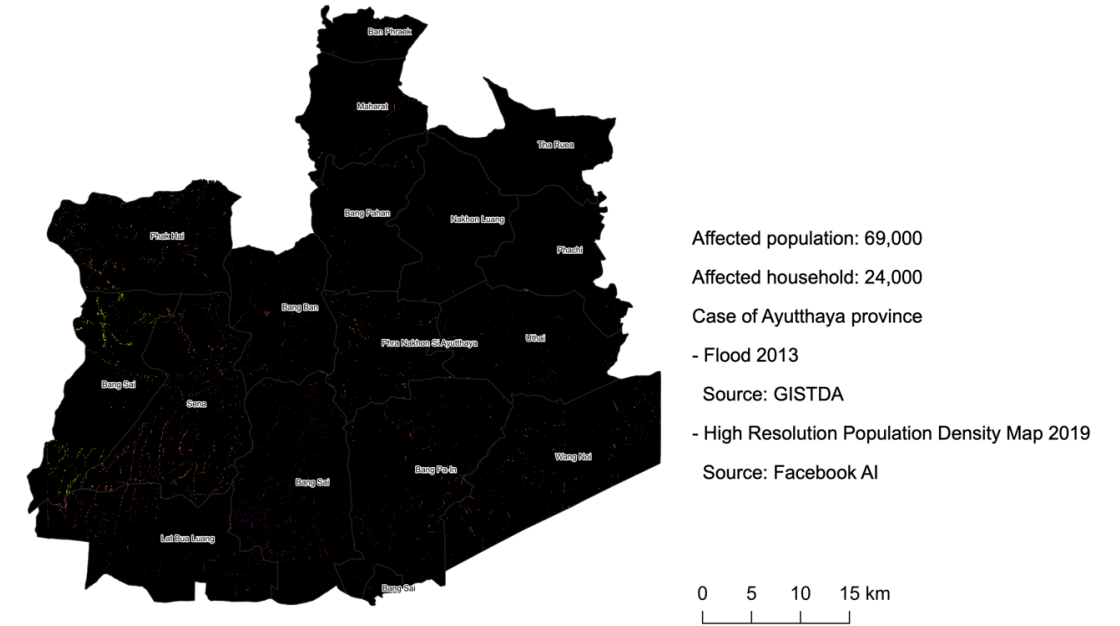 Ban Phraek
Maharat
Tha Ruea
Bang Pahan
Nakhon Luang
Phak Hai
Phachi
Bang Ban
Phra Nakhon Si Ayutthaya
Uthai
Bang Sai
Sena
Wang Noi
Bang Pa-In
Bang Sai
Lat Bua Luang
Bang Sai
Affected population: 69,000
Affected household: 24,000
Case of Ayutthaya province
- Flood 2013
Source: GISTDA
- High Resolution Population Density Map 2019
Source: Facebook AI
0 5 10 15 km